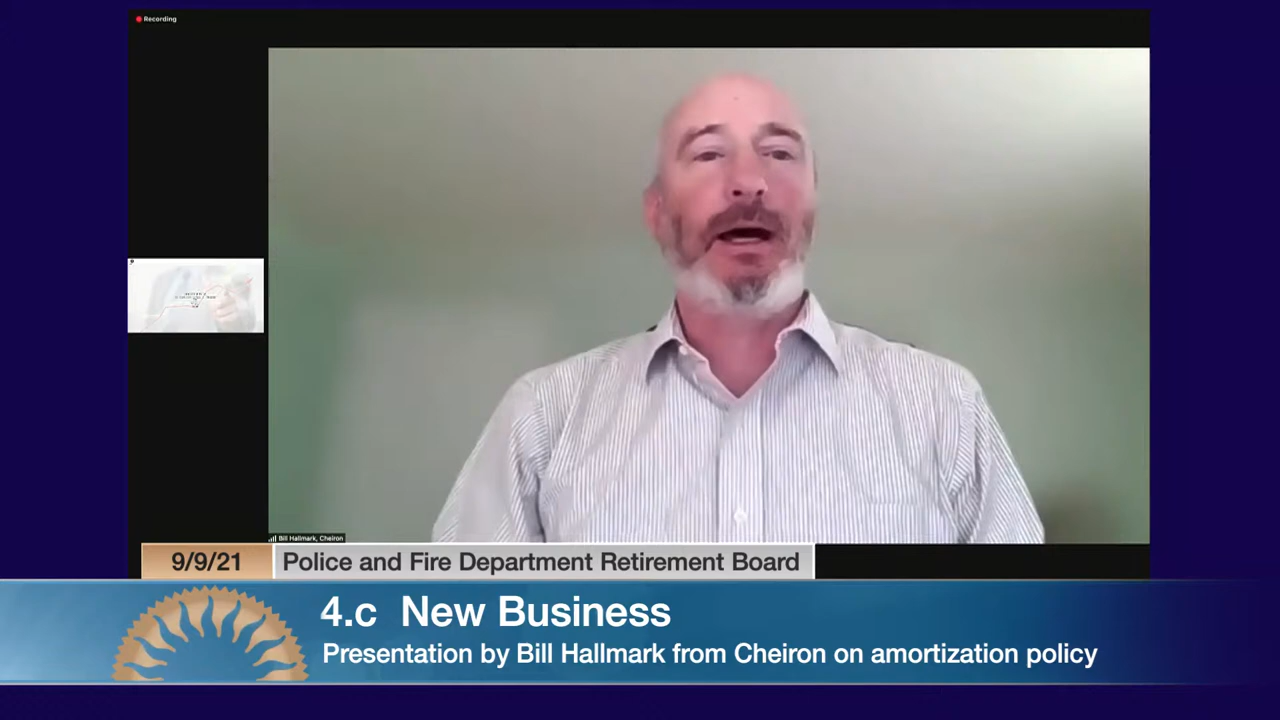 Recording
Bill Hallmark, Cheiron
9/9/21
Police and Fire Department Retirement Board
4.c New Business
Presentation by Bill Hallmark from Cheiron on amortization policy